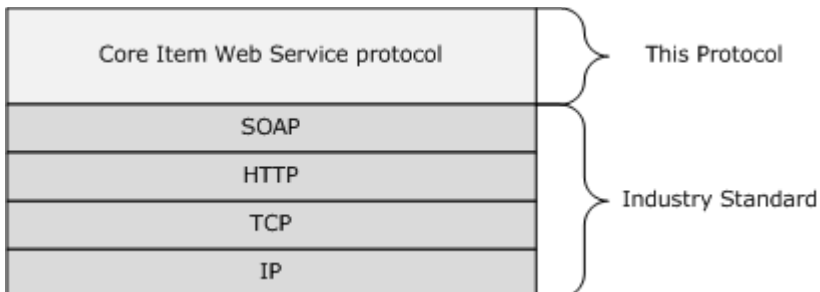 Core Item Web Service protocol
This Protocol
SOAP
HTTP
TCP
IP
Industry Standard